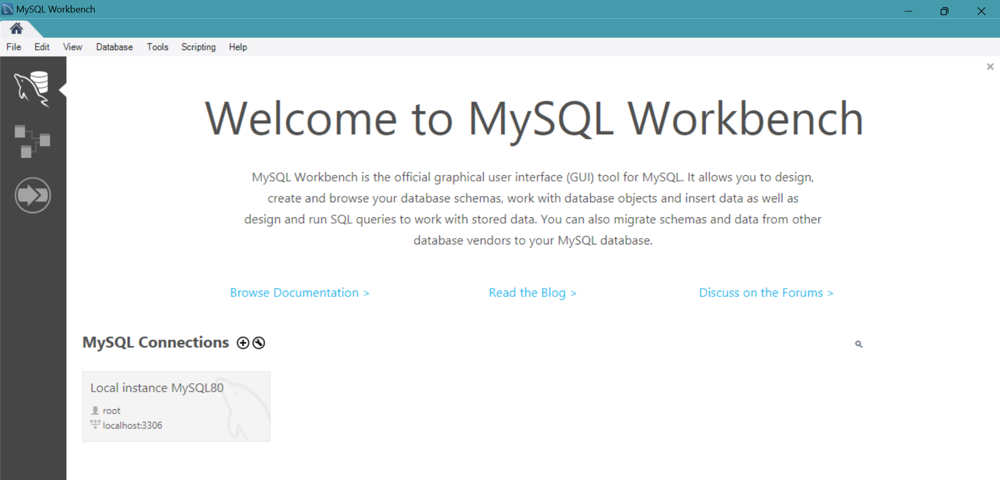 MySQL Workbench
File Edit View Database Tools Scripting Help
Welcome to MySQL Workbench
MySQL Workbench is the official graphical user interface (GUI) tool for MySQL. It allows you to design,
create and browse your database schemas, work with database objects and insert data as well as
design and run SQL queries to work with stored data. You can also migrate schemas and data from other
database vendors to your MySQL database.
Browse Documentation > Read the Blog > Discuss on the Forums >
MySQL Connections
Local instance MySQL80
root
localhost:3306